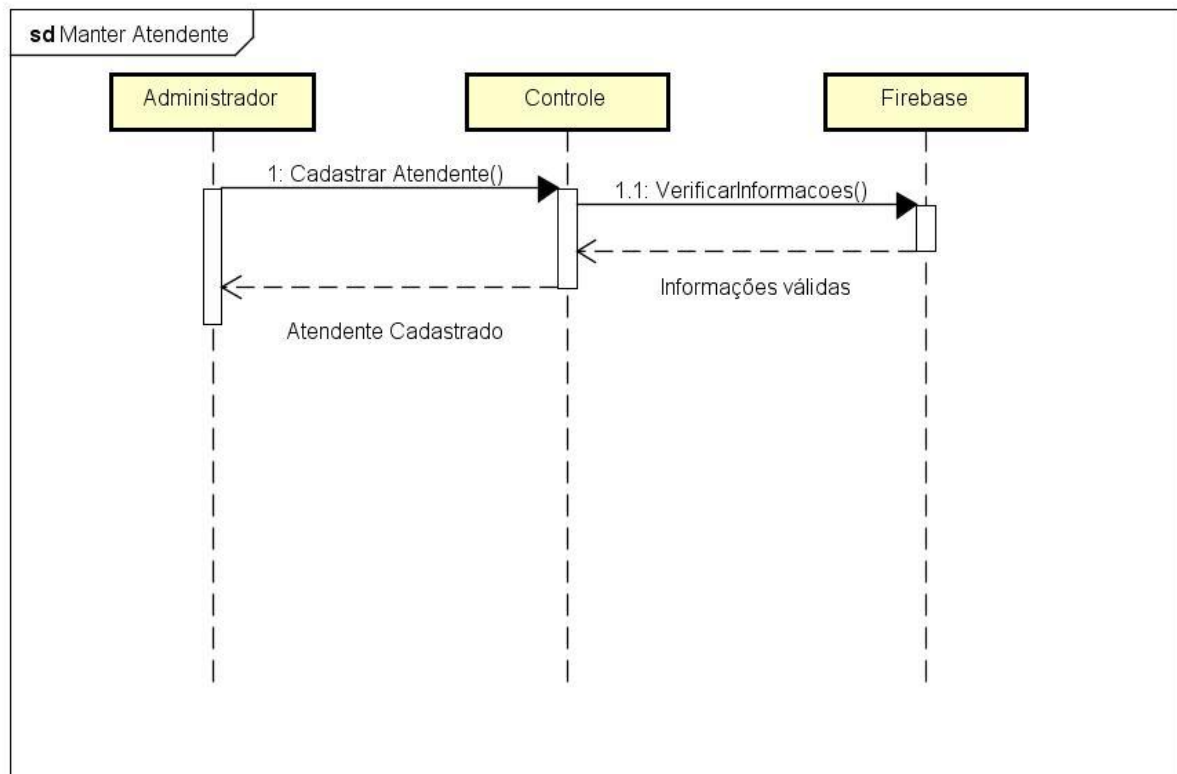 sd Manter Atendente
Administrador
Controle
Firebase
1: Cadastrar Atendente()
1.1: VerificarInformacoes()
Informações válidas
Atendente Cadastrado